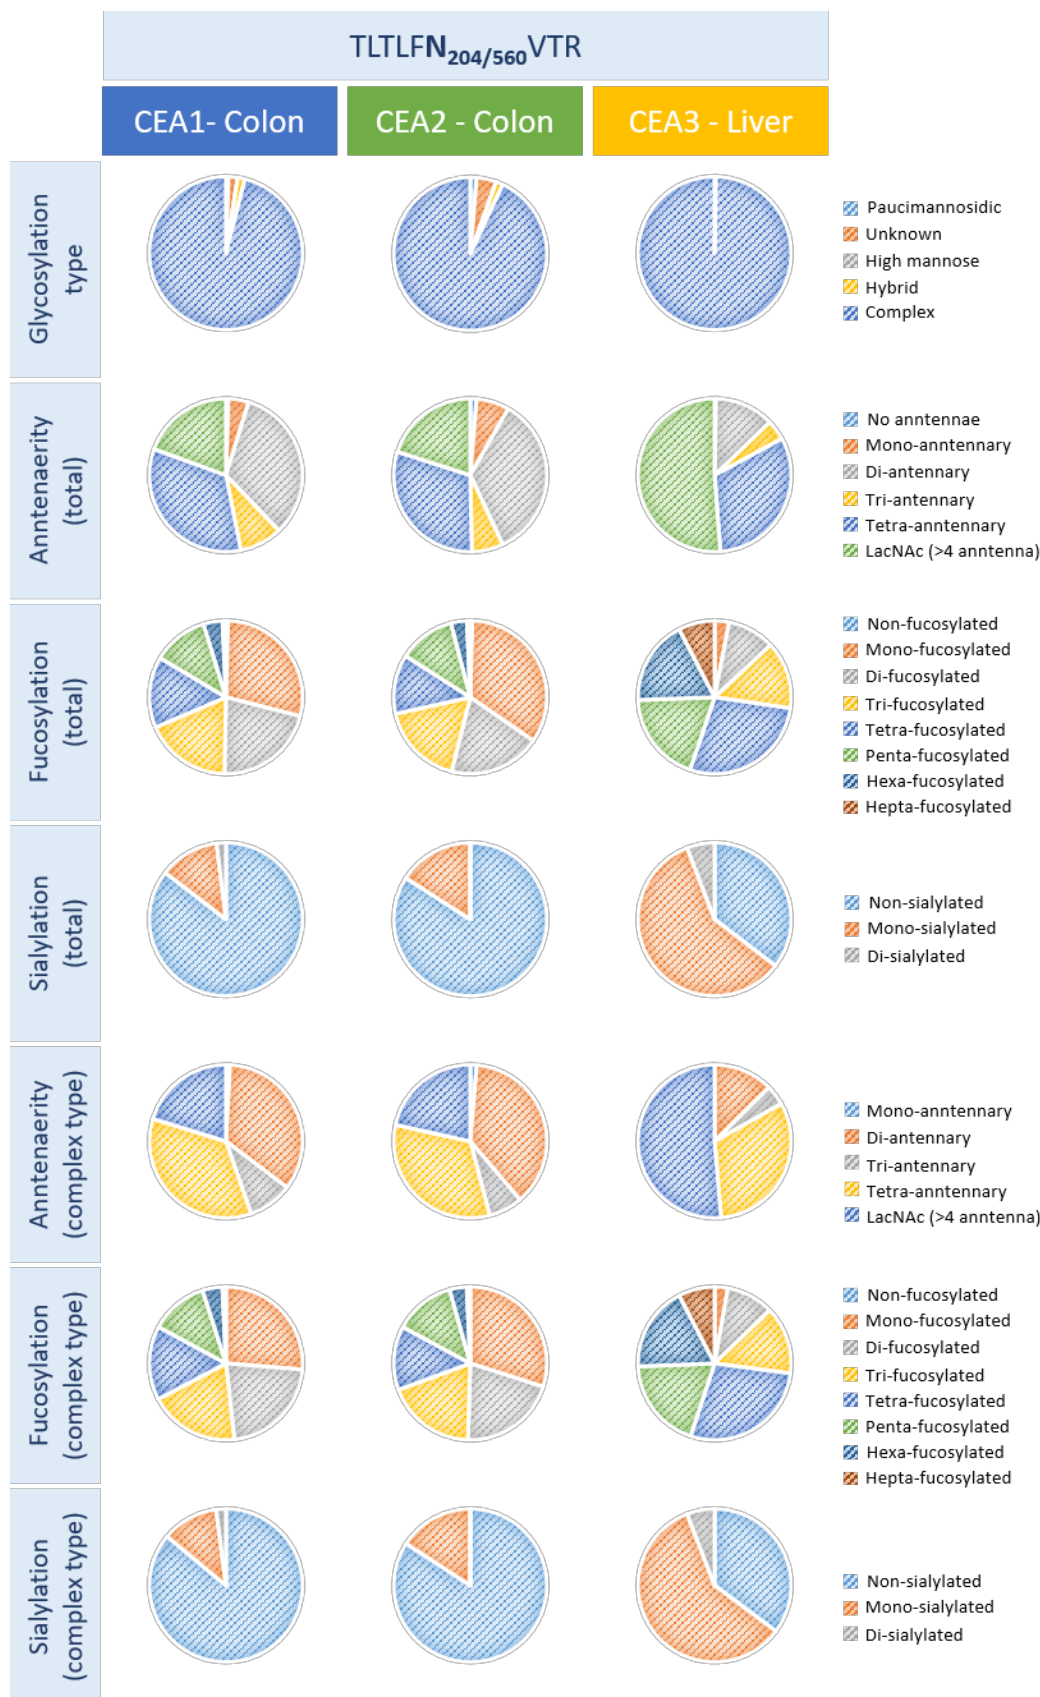 TLTLFN204/560VTR
CEA1- Colon
CEA2 - Colon
CEA3 - Liver
Glycosylation
type
Paucimannosidic
Unknown
High mannose
Hybrid
Complex
Anntenaerity
(total)
No anntennae
Mono-anntennary
Di-antennary
Tri-antennary
Tetra-anntennary
LacNAc (>4 anntenna)
Fucosylation
(total)
Non-fucosylated
Mono-fucosylated
Di-fucosylated
Tri-fucosylated
Tetra-fucosylated
Penta-fucosylated
Hexa-fucosylated
Hepta-fucosylated
Sialylation
(total)
Non-sialylated
Mono-sialylated
Di-sialylated
Anntenaerity
(complex type)
Mono-anntennary
Di-antennary
Tri-antennary
Tetra-anntennary
LacNAc (>4 anntenna)
Fucosylation
(complex type)
Non-fucosylated
Mono-fucosylated
Di-fucosylated
Tri-fucosylated
Tetra-fucosylated
Penta-fucosylated
Hexa-fucosylated
Hepta-fucosylated
Sialylation
(complex type)
Non-sialylated
Mono-sialylated
Di-sialylated